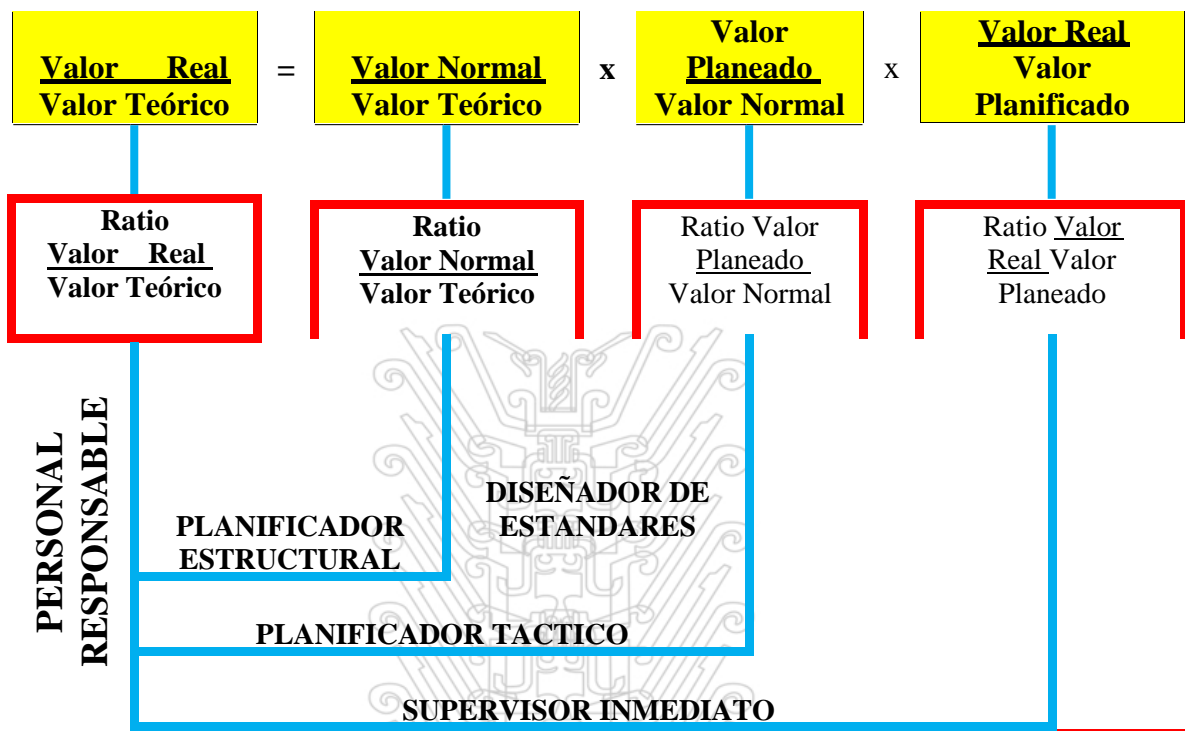 Valor Real
Valor Teórico
=
Valor Normal
Valor Teórico
x
Valor
Planeado
Valor Normal
x
Valor Real
Valor
Planificado
Ratio
Valor Real
Valor Teórico
Ratio
Valor Normal
Valor Teórico
Ratio Valor
Planeado
Valor Normal
Ratio Valor
Real Valor
Planeado
PERSONAL
RESPONSABLE
PLANIFICADOR
ESTRUCTURAL
DISEÑADOR DE
ESTANDARES
PLANIFICADOR TACTICO
SUPERVISOR INMEDIATO